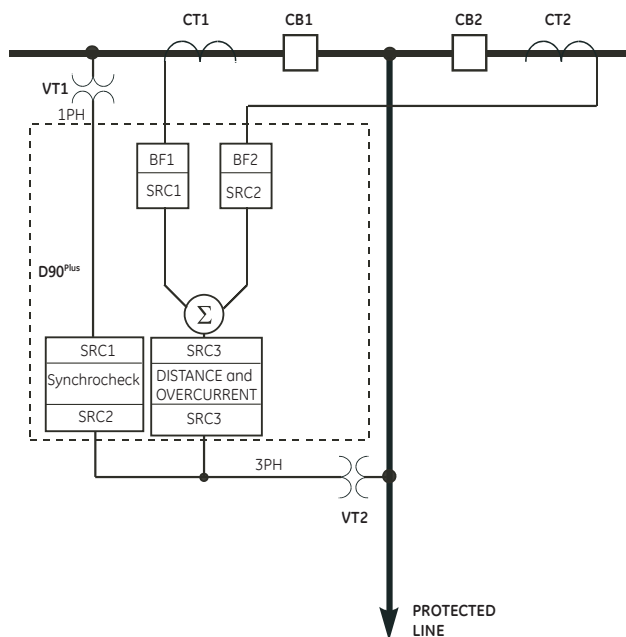 CT1
CB1
CB2
CT2
VT1
1PH
BF1
BF2
SRC1
SRC2
D90Plus
Σ
SRC1
SRC3
Synchrocheck
DISTANCE and
OVERCURRENT
SRC2
SRC3
3PH
VT2
PROTECTED
LINE